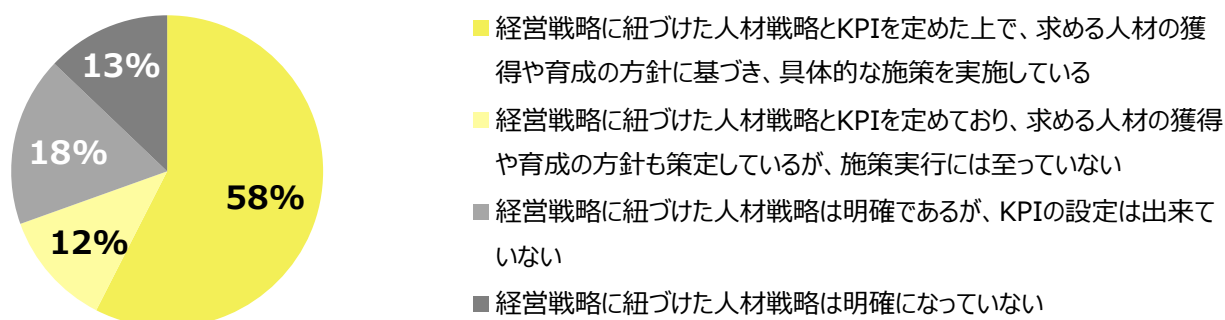 13%
18%
58%
12%
経営戦略に紐づけた人材戦略とKPIを定めた上で、求める人材の獲
得や育成の方針に基づき、具体的な施策を実施している
経営戦略に紐づけた人材戦略とKPIを定めており、求める人材の獲得
や育成の方針も策定しているが、施策実行には至っていない
経営戦略に紐づけた人材戦略は明確であるが、KPIの設定は出来て
いない
経営戦略に紐づけた人材戦略は明確になっていない